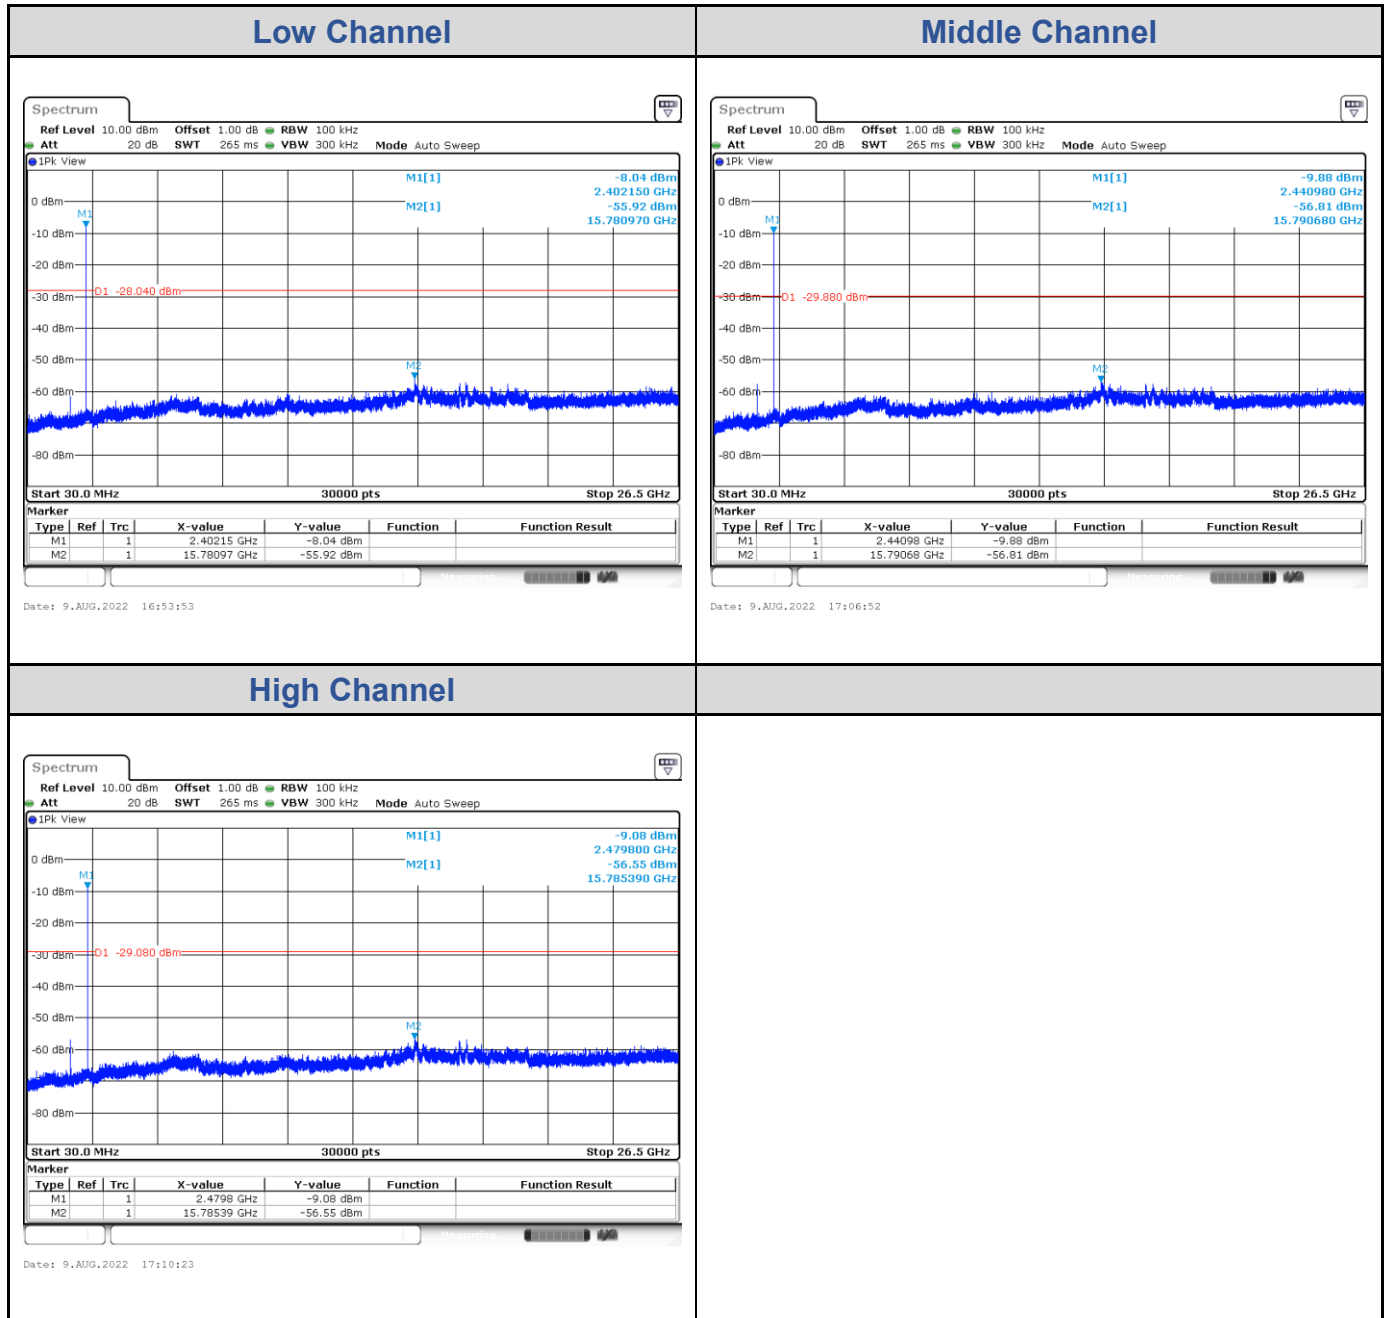 Low Channel
Middle Channel
Spectrum
Ref Level 10.00 dBm Offset 1.00 dB RBW 100 kHz
Att 20 dB SWT 265 ms VBW 300 kHz Mode Auto Sweep
1Pk View
M1[1] -8.04 dBm
2.402150 GHz
M2[1] -55.92 dBm
15.780970 GHz
0 dBm
M1
-10 dBm
-20 dBm
D1 -28.040 dBm
-30 dBm
-40 dBm
-50 dBm
M2
-60 dBm
-80 dBm
Start 30.0 MHz 30000 pts Stop 26.5 GHz
Marker
Type Ref Trc X-value Y-value Function Function Result
M1 1 2.40215 GHz -8.04 dBm
M2 1 15.78097 GHz -55.92 dBm
Measuring...
Date: 9.AUG.2022 16:53:53
Spectrum
Ref Level 10.00 dBm Offset 1.00 dB RBW 100 kHz
Att 20 dB SWT 265 ms VBW 300 kHz Mode Auto Sweep
1Pk View
M1[1] -9.88 dBm
2.440980 GHz
M2[1] -56.81 dBm
15.790680 GHz
0 dBm
M1
-10 dBm
-20 dBm
-30 dBm D1 -29.880 dBm
-40 dBm
-50 dBm
M2
-60 dBm
-80 dBm
Start 30.0 MHz 30000 pts Stop 26.5 GHz
Marker
Type Ref Trc X-value Y-value Function Function Result
M1 1 2.44098 GHz -9.88 dBm
M2 1 15.79068 GHz -56.81 dBm
Measuring...
Date: 9.AUG.2022 17:06:52
High Channel
Spectrum
Ref Level 10.00 dBm Offset 1.00 dB RBW 100 kHz
Att 20 dB SWT 265 ms VBW 300 kHz Mode Auto Sweep
1Pk View
M1[1] -9.08 dBm
2.479800 GHz
M2[1] -56.55 dBm
15.785390 GHz
0 dBm
M1
-10 dBm
-20 dBm
-30 dBm D1 -29.080 dBm
-40 dBm
-50 dBm
M2
-60 dBm
-80 dBm
Start 30.0 MHz 30000 pts Stop 26.5 GHz
Marker
Type Ref Trc X-value Y-value Function Function Result
M1 1 2.4798 GHz -9.08 dBm
M2 1 15.78539 GHz -56.55 dBm
Measuring...
Date: 9.AUG.2022 17:10:23